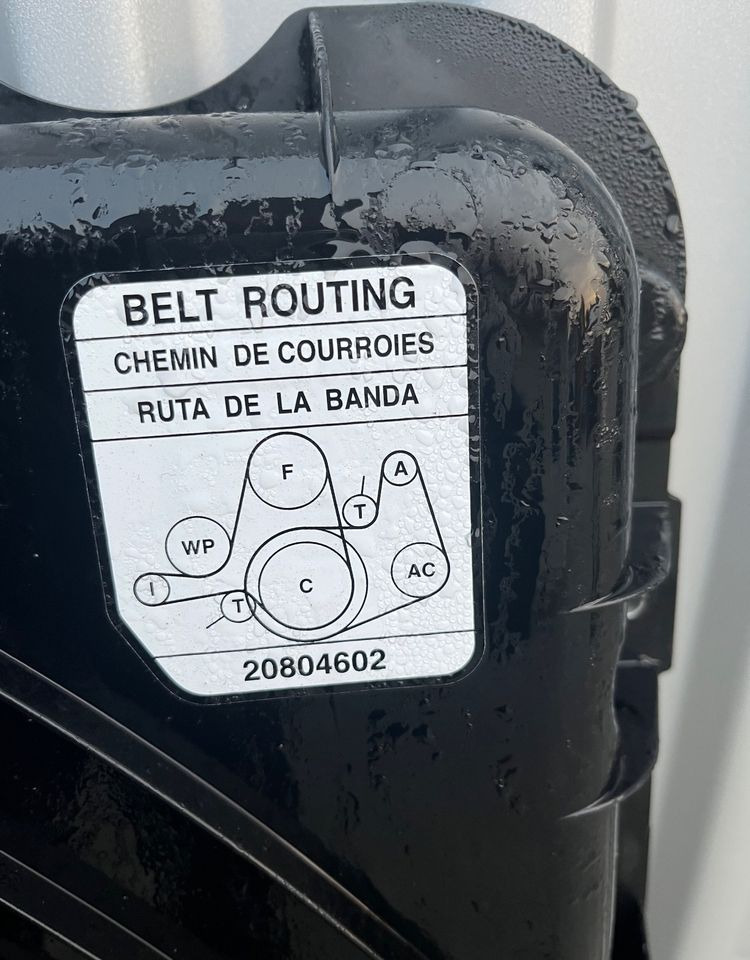 BELT ROUTING
CHEMIN DE COURROIES
RUTA DE LA BANDA
F
A
T
WP
AC
I
C
T
20804602